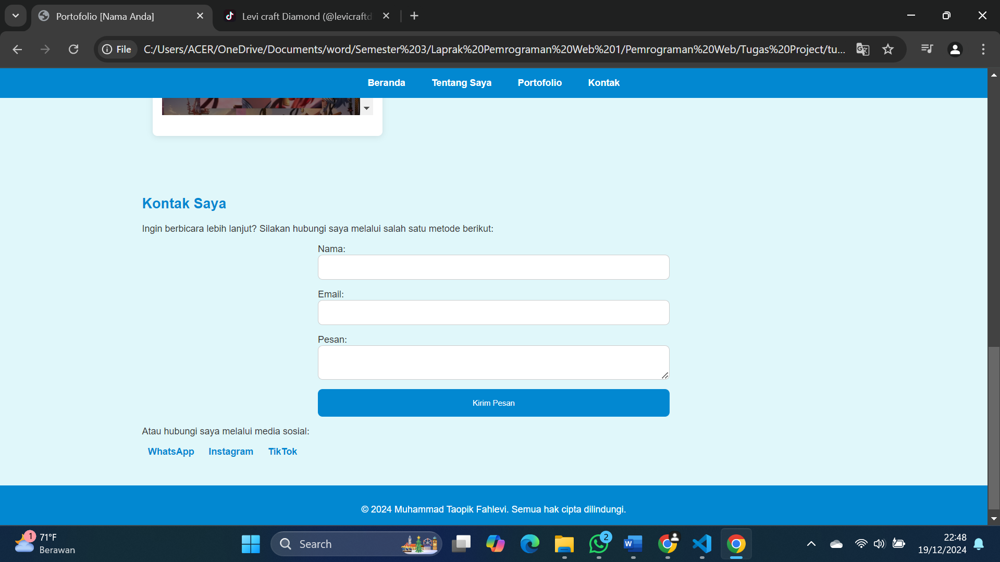 Portofolio [Nama Anda]
Levi craft Diamond (@levicraftd
File
C:/Users/ACER/OneDrive/Documents/word/Semester%203/Laprak%20Pemrograman%20Web%201/Pemrograman%20Web/Tugas%20Project/tu...
Beranda Tentang Saya Portofolio Kontak
Kontak Saya
Ingin berbicara lebih lanjut? Silakan hubungi saya melalui salah satu metode berikut:
Nama:
Email:
Pesan:
Kirim Pesan
Atau hubungi saya melalui media sosial:
WhatsApp Instagram TikTok
© 2024 Muhammad Taopik Fahlevi. Semua hak cipta dilindungi.
1
71°F
Berawan
Search
2
22:48
19/12/2024